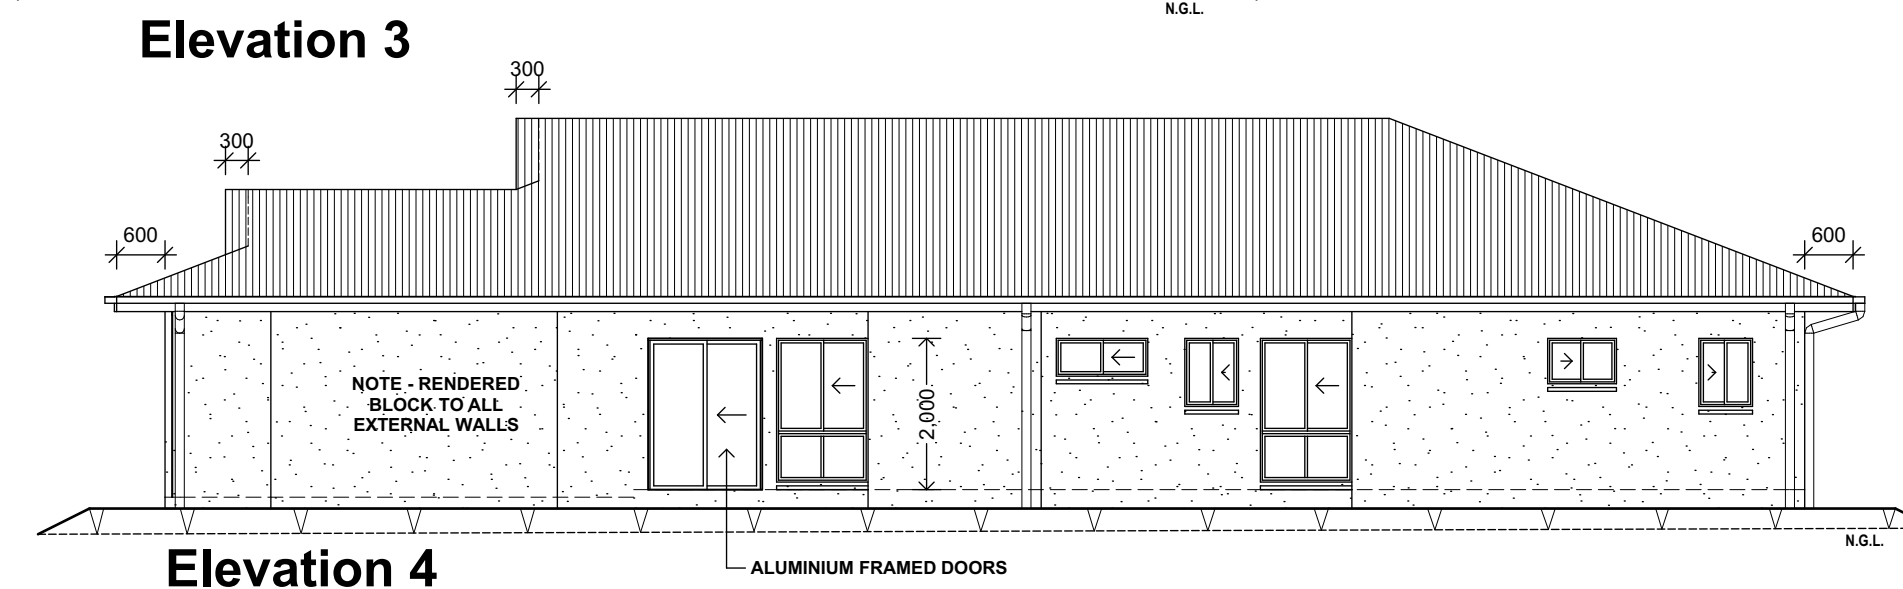 N.G.L.
Elevation 3
300
300
600
600
NOTE - RENDERED
BLOCK TO ALL
EXTERNAL WALLS
2,000
N.G.L.
Elevation 4
ALUMINIUM FRAMED DOORS